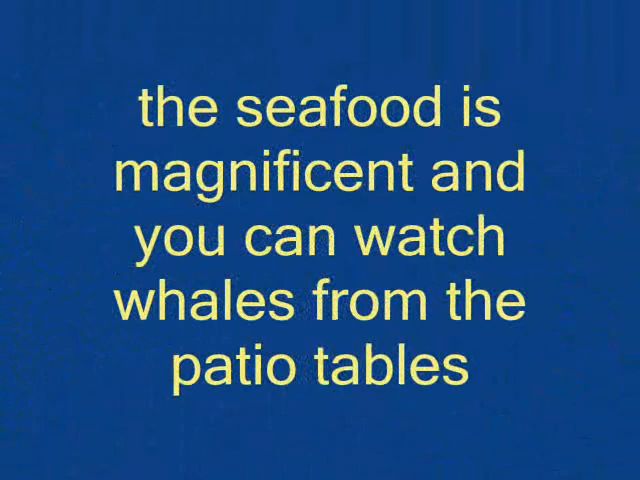 the seafood is
magnificent and
you can watch
whales from the
patio tables